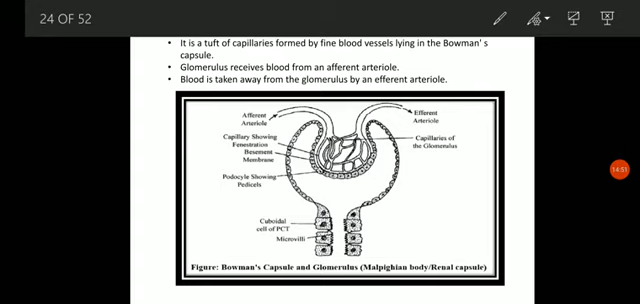 24 OF 52
• It is a tuft of capillaries formed by fine blood vessels lying in the Bowman's
capsule.
• Glomerulus receives blood from an afferent arteriole.
• Blood is taken away from the glomerulus by an efferent arteriole.
Afferent
Arteriole
Efferent
Arteriole
Capillary Showing
Fenestration
Besement
Membrane
Capillaries of
the Glomerulus
Podocyle Showing
Pedicels
Cuboidal
cell of PCT
Microvilli
Figure: Bowman's Capsule and Glomerulus (Malpighian body/Renal capsule)
14:51